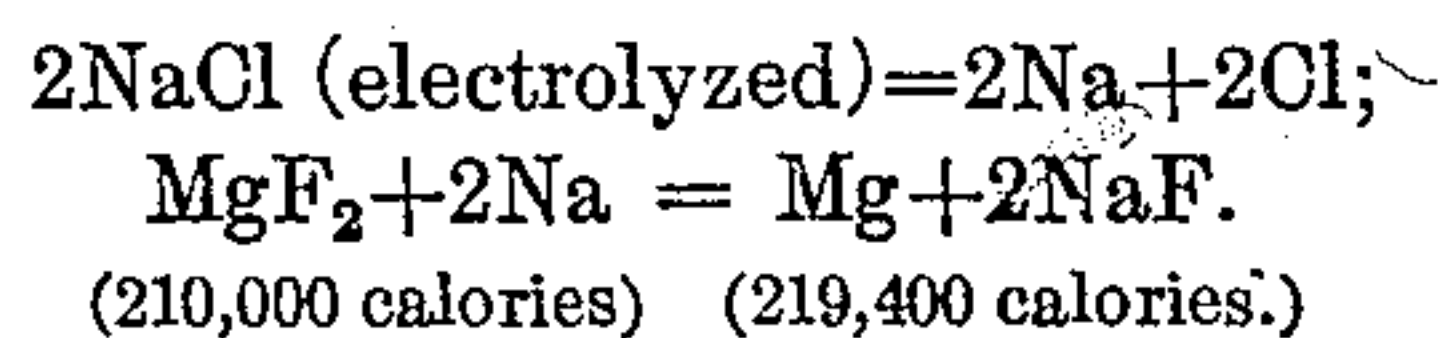 2NaCl (electrolyzed)=2Na+2Cl;
MgF₂+2Na = Mg+2NaF.
(210,000 calories) (219,400 calories.)